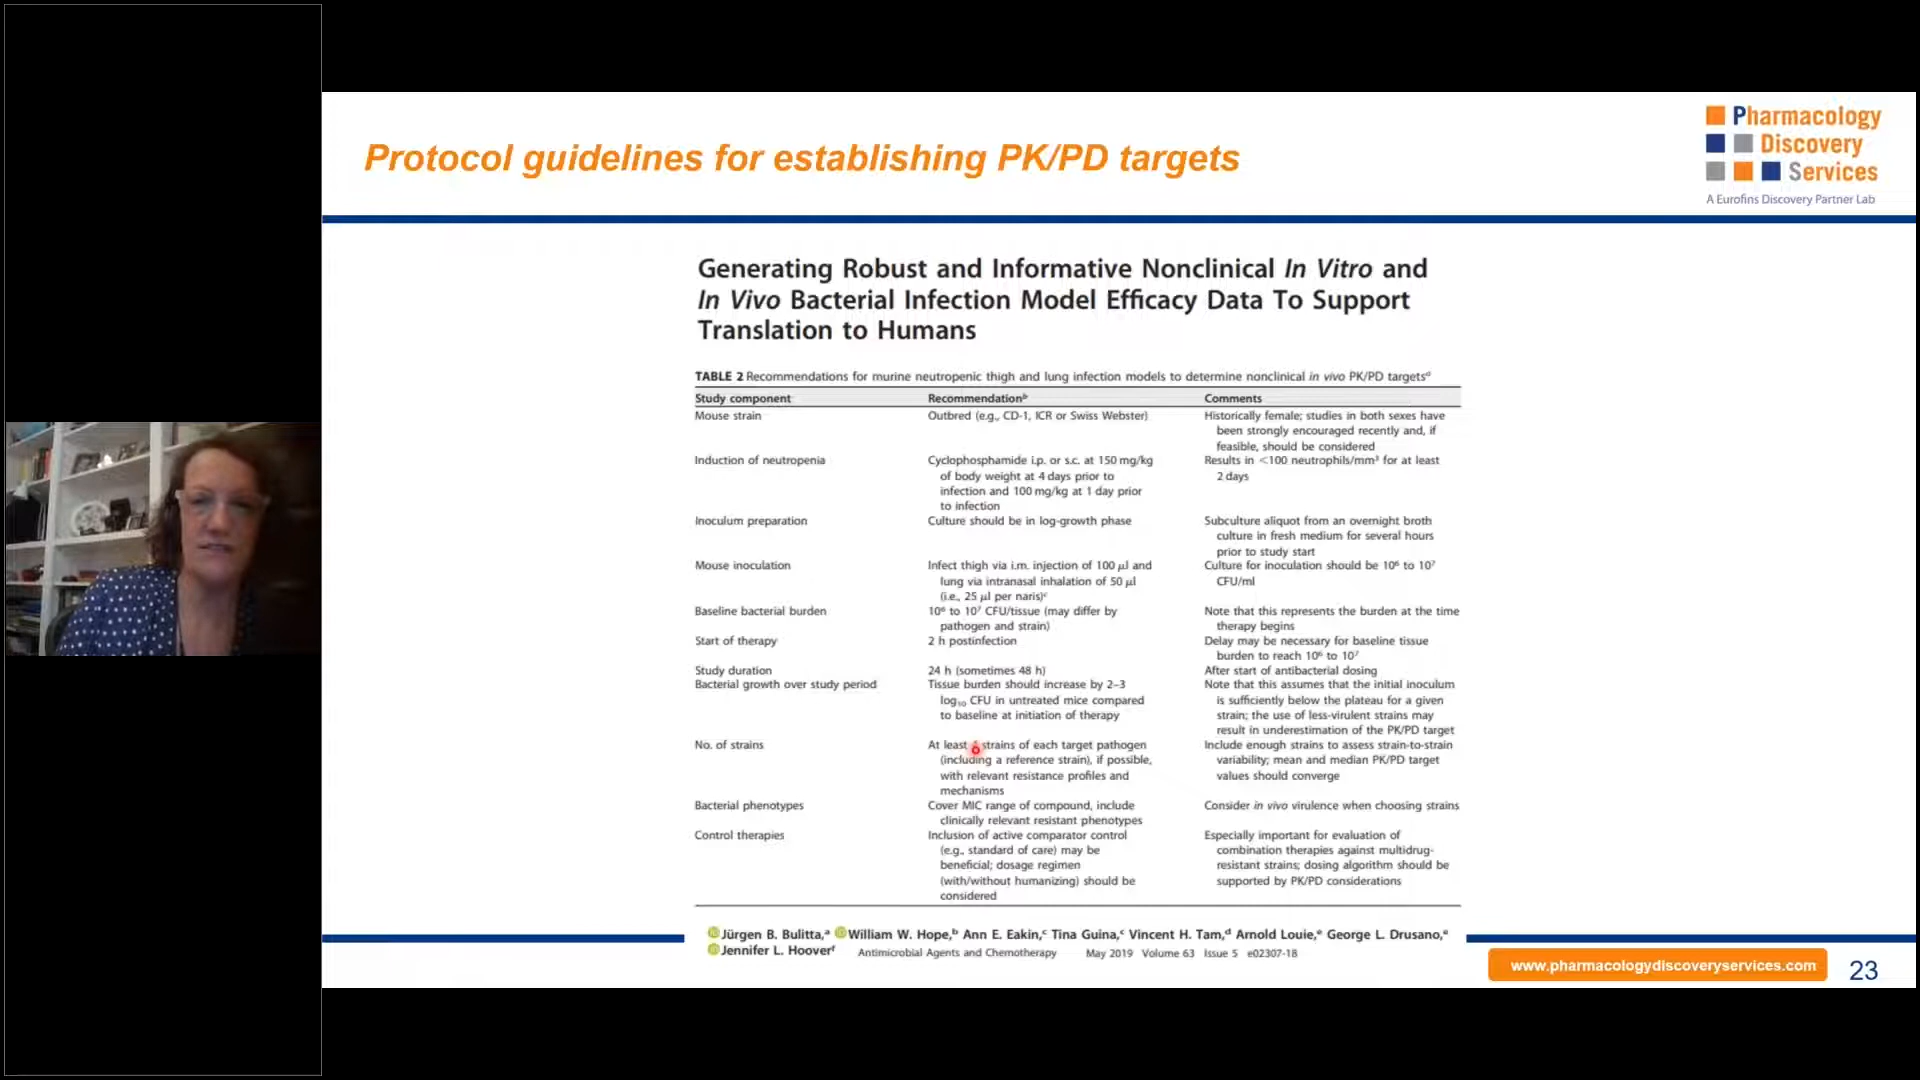 Protocol guidelines for establishing PK/PD targets
Pharmacology
Discovery
Services
A Eurofins Discovery Partner Lab
Generating Robust and Informative Nonclinical In Vitro and
In Vivo Bacterial Infection Model Efficacy Data To Support
Translation to Humans
TABLE 2 Recommendations for murine neutropenic thigh and lung infection models to determine nonclinical in vivo PK/PD targetsᵃ
Study component Recommendationᵇ Comments
Mouse strain Outbred (e.g., CD-1, ICR or Swiss Webster) Historically female; studies in both sexes have
been strongly encouraged recently and, if
feasible, should be considered
Induction of neutropenia Cyclophosphamide i.p. or s.c. at 150 mg/kg Results in <100 neutrophils/mm³ for at least
of body weight at 4 days prior to 2 days
infection and 100 mg/kg at 1 day prior
to infection
Inoculum preparation Culture should be in log-growth phase Subculture aliquot from an overnight broth
culture in fresh medium for several hours
prior to study start
Mouse inoculation Infect thigh via i.m. injection of 100 μl and Culture for inoculation should be 10⁶ to 10⁷
lung via intranasal inhalation of 50 μl CFU/ml
(i.e., 25 μl per naris)ᶜ
Baseline bacterial burden 10⁶ to 10⁷ CFU/tissue (may differ by Note that this represents the burden at the time
pathogen and strain) therapy begins
Start of therapy 2 h postinfection Delay may be necessary for baseline tissue
burden to reach 10⁶ to 10⁷
Study duration 24 h (sometimes 48 h) After start of antibacterial dosing
Bacterial growth over study period Tissue burden should increase by 2–3 Note that this assumes that the initial inoculum
log₁₀ CFU in untreated mice compared is sufficiently below the plateau for a given
to baseline at initiation of therapy strain; the use of less-virulent strains may
result in underestimation of the PK/PD target
No. of strains At least strains of each target pathogen Include enough strains to assess strain-to-strain
(including a reference strain), if possible, variability; mean and median PK/PD target
with relevant resistance profiles and values should converge
mechanisms
Bacterial phenotypes Cover MIC range of compound, include Consider in vivo virulence when choosing strains
clinically relevant resistant phenotypes
Control therapies Inclusion of active comparator control Especially important for evaluation of
(e.g., standard of care) may be combination therapies against multidrug-
beneficial; dosage regimen resistant strains; dosing algorithm should be
(with/without humanizing) should be supported by PK/PD considerations
considered
Jürgen B. Bulitta,ᵃ William W. Hope,ᵇ Ann E. Eakin,ᶜ Tina Guina,ᶜ Vincent H. Tam,ᵈ Arnold Louie,ᵉ George L. Drusano,ᵉ
Jennifer L. Hooverᶠ Antimicrobial Agents and Chemotherapy May 2019 Volume 63 Issue 5 e02307-18
www.pharmacologydiscoveryservices.com 23